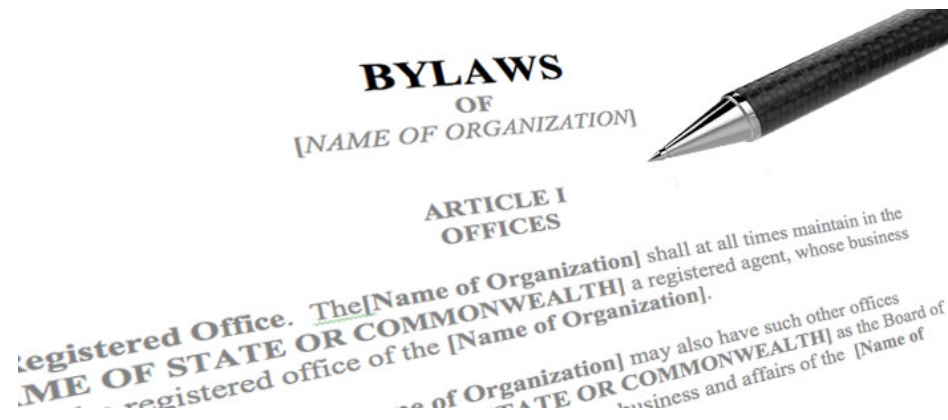 BYLAWS
OF
[NAME OF ORGANIZATION]
ARTICLE I
OFFICES
Registered Office. The[Name of Organization] shall at all times maintain in the
NAME OF STATE OR COMMONWEALTH] a registered agent, whose business
registered office of the [Name of Organization].
of Organization] may also have such other offices
STATE OR COMMONWEALTH] as the Board of
business and affairs of the [Name of